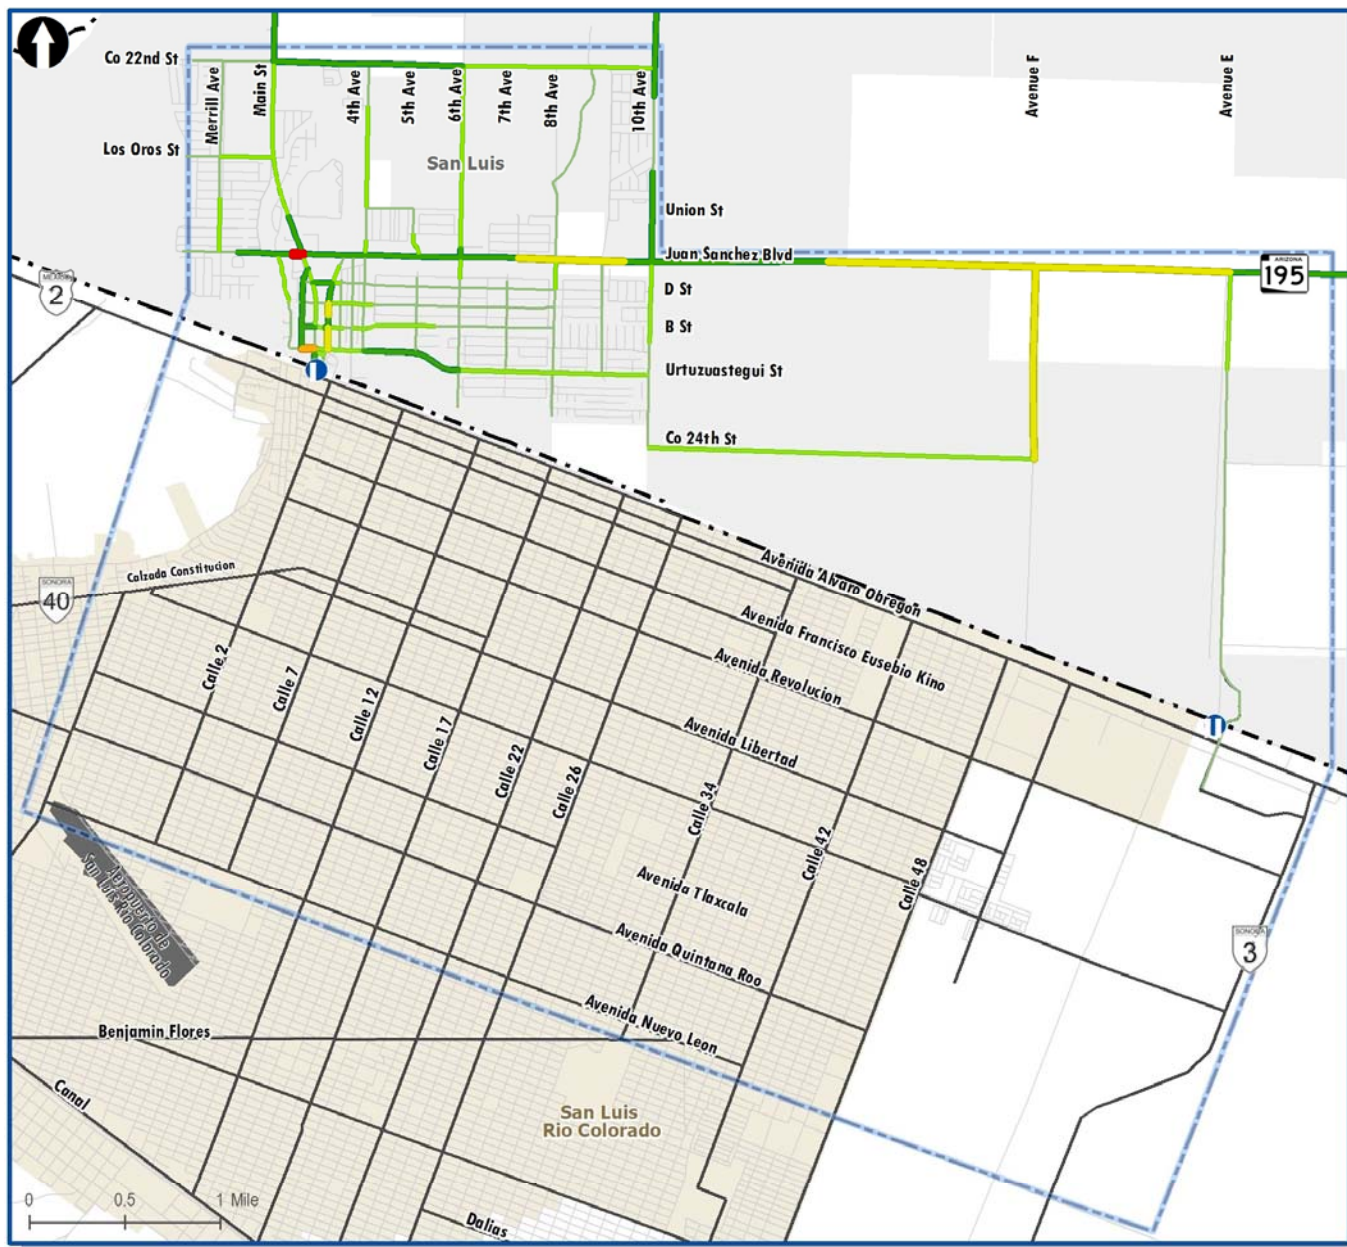 Co 22nd St
Merrill Ave
Main St
4th Ave
5th Ave
6th Ave
7th Ave
8th Ave
10th Ave
Avenue F
Avenue E
Los Oros St
San Luis
Union St
Juan Sanchez Blvd
ARIZONA
195
MEXICO
2
D St
B St
Urtuzuastegui St
Co 24th St
Calzada Constitucion
SONORA
40
Avenida Alvaro Obregon
Avenida Francisco Eusebio Kino
Avenida Revolucion
Avenida Libertad
Calle 2
Calle 7
Calle 12
Calle 17
Calle 22
Calle 26
Calle 34
Calle 42
Calle 48
Avenida Tlaxcala
Avenida Quintana Roo
Avenida Nuevo Leon
Aeropuerto de
San Luis Rio Colorado
SONORA
3
Benjamin Flores
Canal
San Luis
Rio Colorado
0 0.5 1 Mile
Dalias